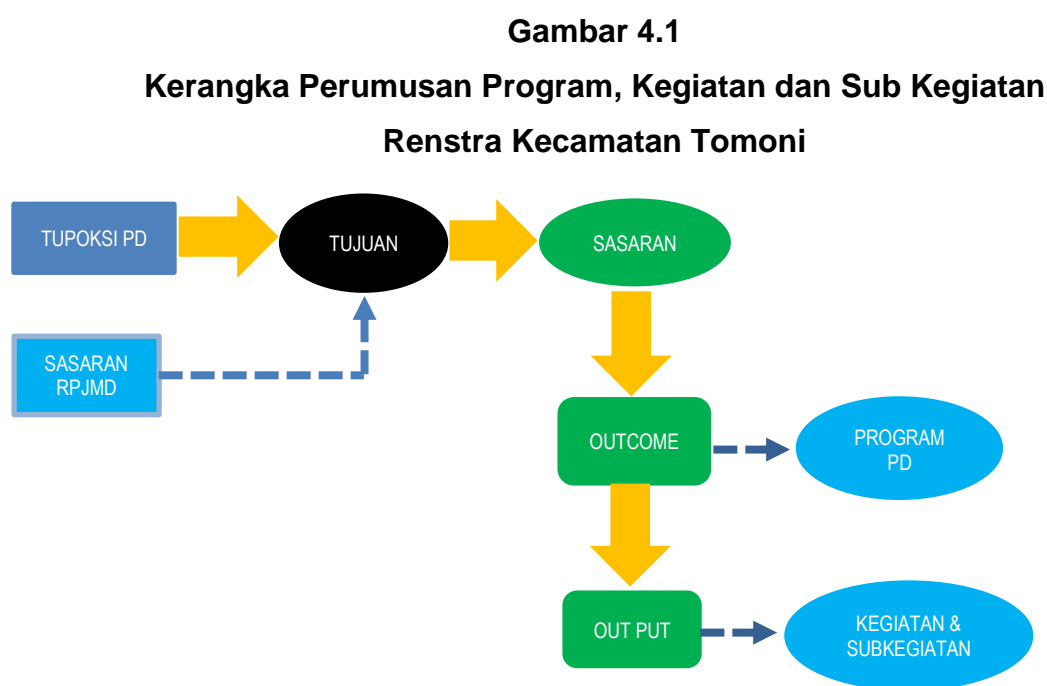 Gambar 4.1
Kerangka Perumusan Program, Kegiatan dan Sub Kegiatan
Renstra Kecamatan Tomoni
TUPOKSI PD
TUJUAN
SASARAN
SASARAN
RPJMD
OUTCOME
PROGRAM
PD
OUT PUT
KEGIATAN &
SUBKEGIATAN